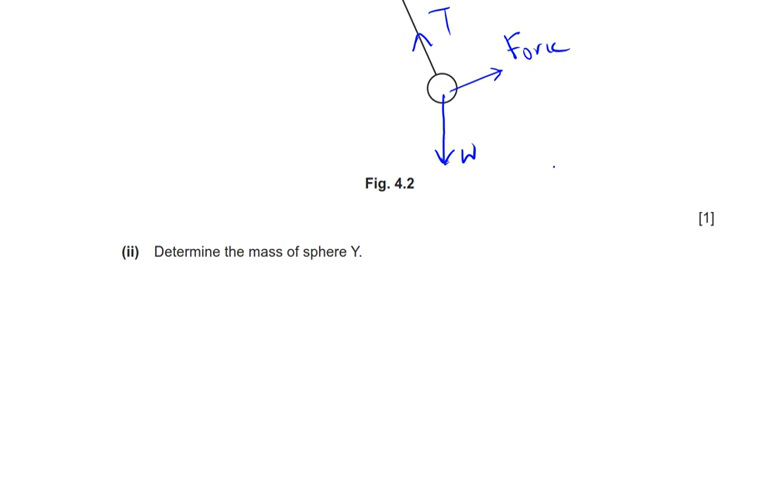 T
Force
W
Fig. 4.2
[1]
(ii) Determine the mass of sphere Y.